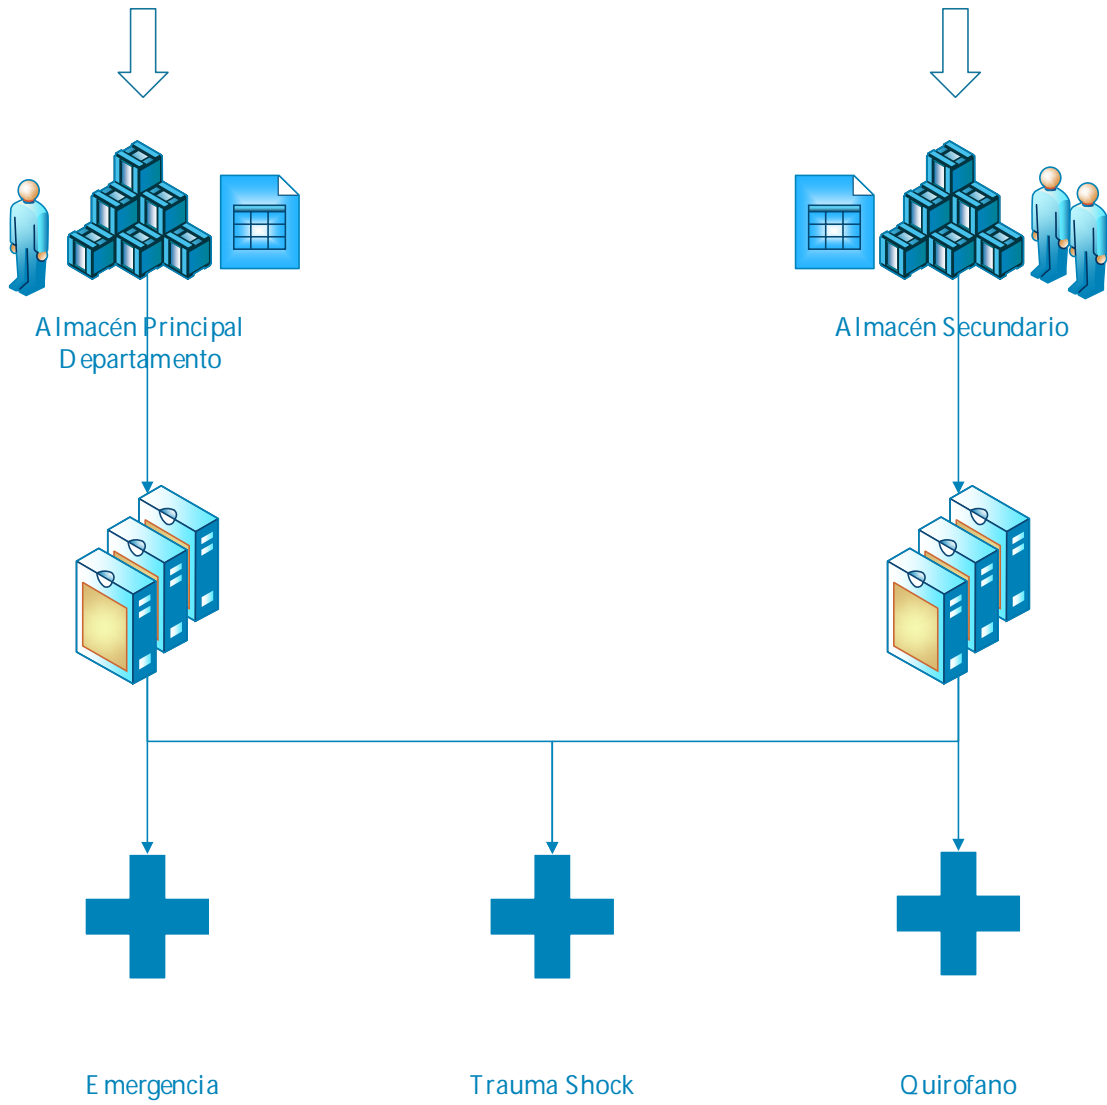 Almacén Principal
Departamento
Almacén Secundario
Emergencia
Trauma Shock
Quirofano